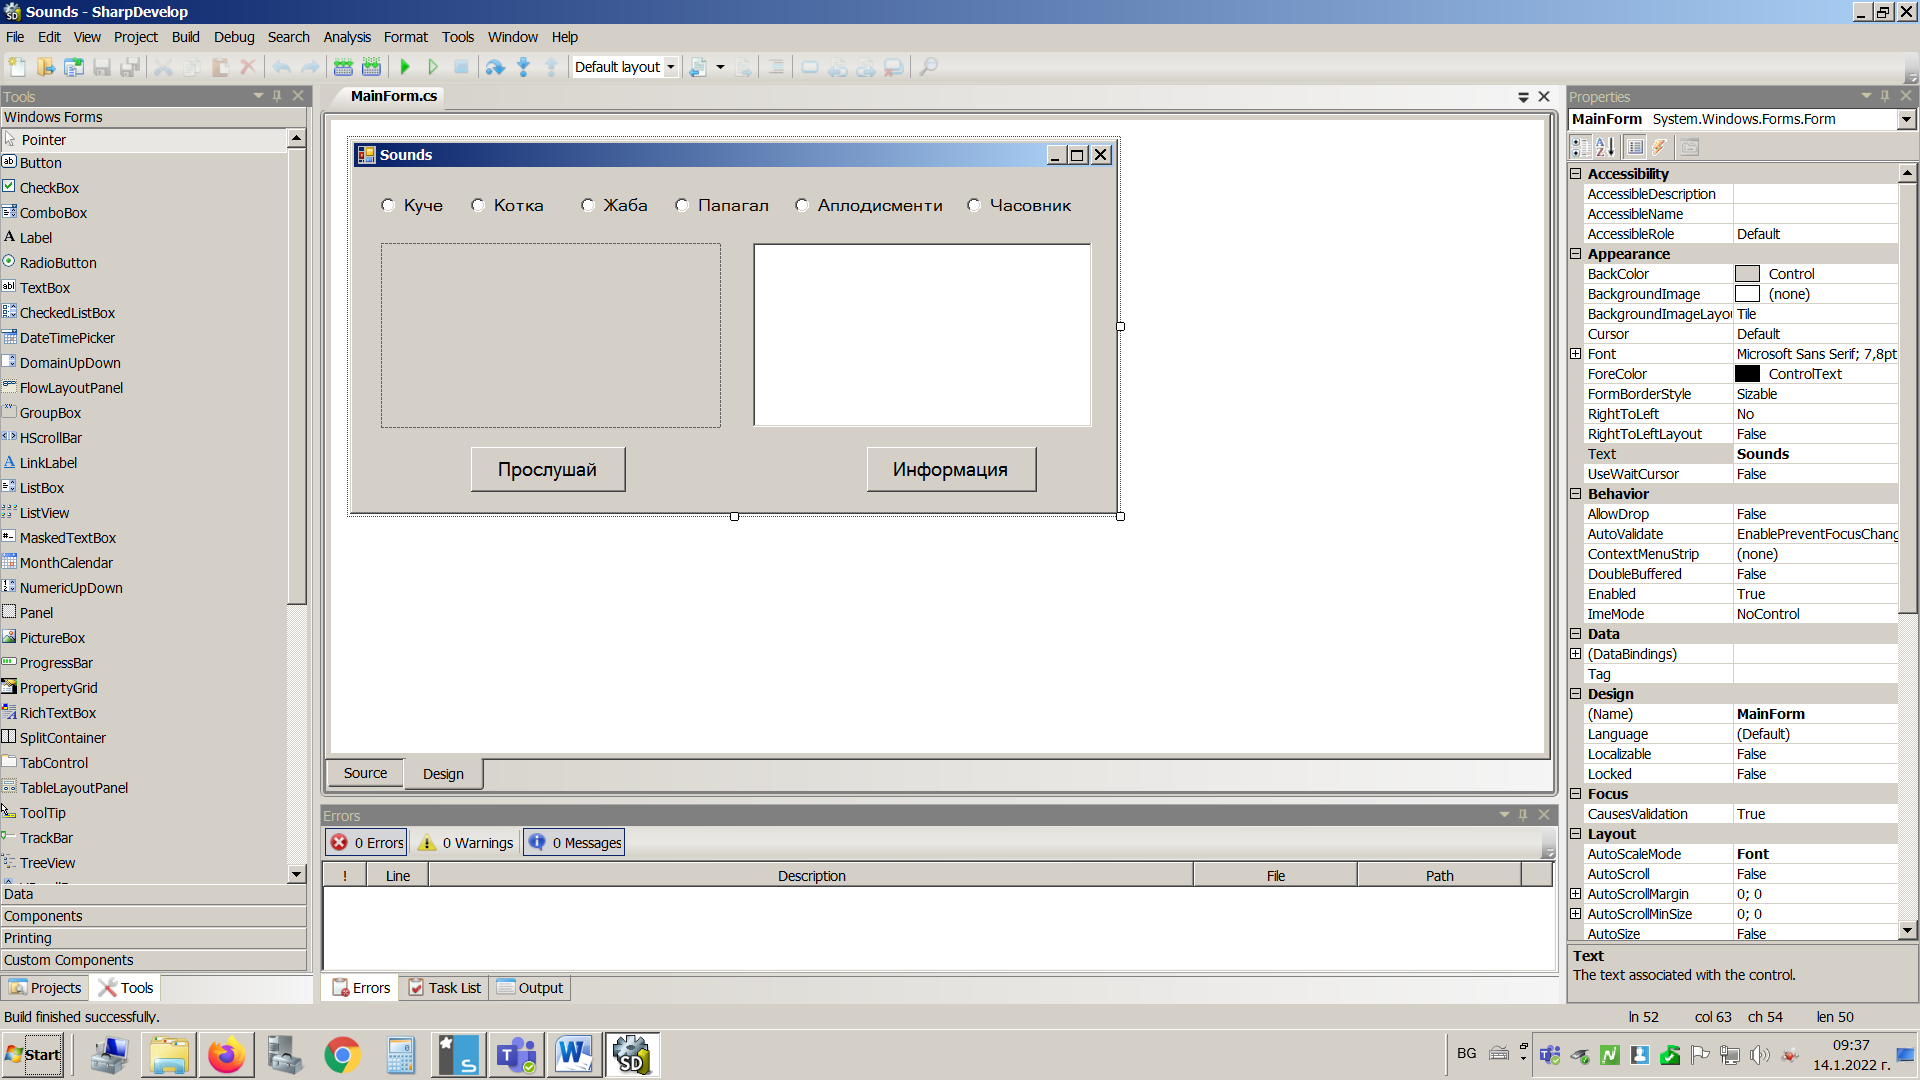 Sounds - SharpDevelop
File Edit View Project Build Debug Search Analysis Format Tools Window Help
Default layout
Tools
Windows Forms
Pointer
Button
CheckBox
ComboBox
Label
RadioButton
TextBox
CheckedListBox
DateTimePicker
DomainUpDown
FlowLayoutPanel
GroupBox
HScrollBar
LinkLabel
ListBox
ListView
MaskedTextBox
MonthCalendar
NumericUpDown
Panel
PictureBox
ProgressBar
PropertyGrid
RichTextBox
SplitContainer
TabControl
TableLayoutPanel
ToolTip
TrackBar
TreeView
Data
Components
Printing
Custom Components
Projects Tools
MainForm.cs
Sounds
Куче Котка Жаба Папагал Аплодисменти Часовник
Прослушай Информация
Source Design
Errors
0 Errors 0 Warnings 0 Messages
! Line Description File Path
Errors Task List Output
Properties
MainForm System.Windows.Forms.Form
Accessibility
AccessibleDescription
AccessibleName
AccessibleRole Default
Appearance
BackColor Control
BackgroundImage (none)
BackgroundImageLayou Tile
Cursor Default
Font Microsoft Sans Serif; 7,8pt
ForeColor ControlText
FormBorderStyle Sizable
RightToLeft No
RightToLeftLayout False
Text Sounds
UseWaitCursor False
Behavior
AllowDrop False
AutoValidate EnablePreventFocusChang
ContextMenuStrip (none)
DoubleBuffered False
Enabled True
ImeMode NoControl
Data
(DataBindings)
Tag
Design
(Name) MainForm
Language (Default)
Localizable False
Locked False
Focus
CausesValidation True
Layout
AutoScaleMode Font
AutoScroll False
AutoScrollMargin 0; 0
AutoScrollMinSize 0; 0
AutoSize False
Text
The text associated with the control.
Build finished successfully. ln 52 col 63 ch 54 len 50
Start BG 09:37
14.1.2022 г.